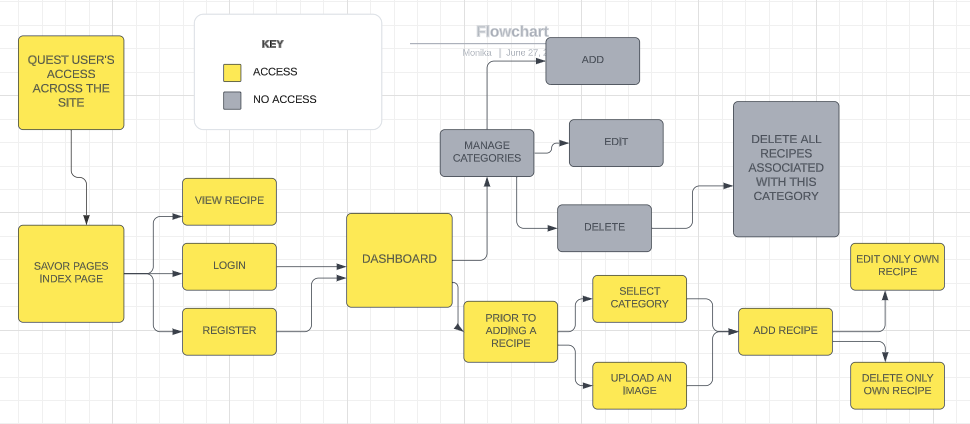 Flowchart
Monika | June 27, 2
KEY
ACCESS
NO ACCESS
QUEST USER'S
ACCESS
ACROSS THE
SITE
ADD
MANAGE
CATEGORIES
EDIT
DELETE
DELETE ALL
RECIPES
ASSOCIATED
WITH THIS
CATEGORY
VIEW RECIPE
SAVOR PAGES
INDEX PAGE
LOGIN
REGISTER
DASHBOARD
PRIOR TO
ADDING A
RECIPE
SELECT
CATEGORY
UPLOAD AN
IMAGE
ADD RECIPE
EDIT ONLY OWN
RECIPE
DELETE ONLY
OWN RECIPE